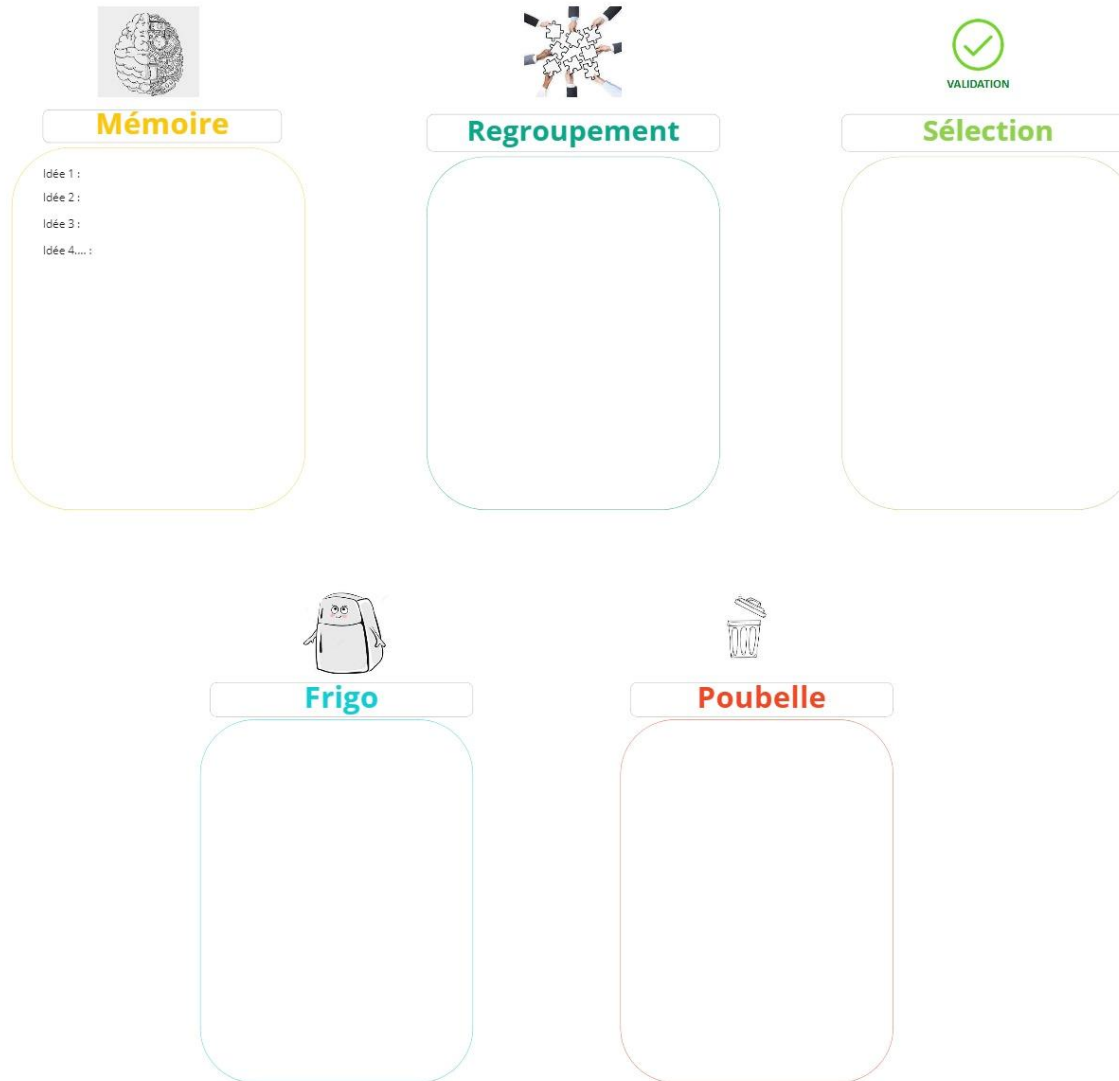 VALIDATION
Mémoire
Regroupement
Sélection
Idée 1 :
Idée 2 :
Idée 3 :
Idée 4.... :
Frigo
Poubelle